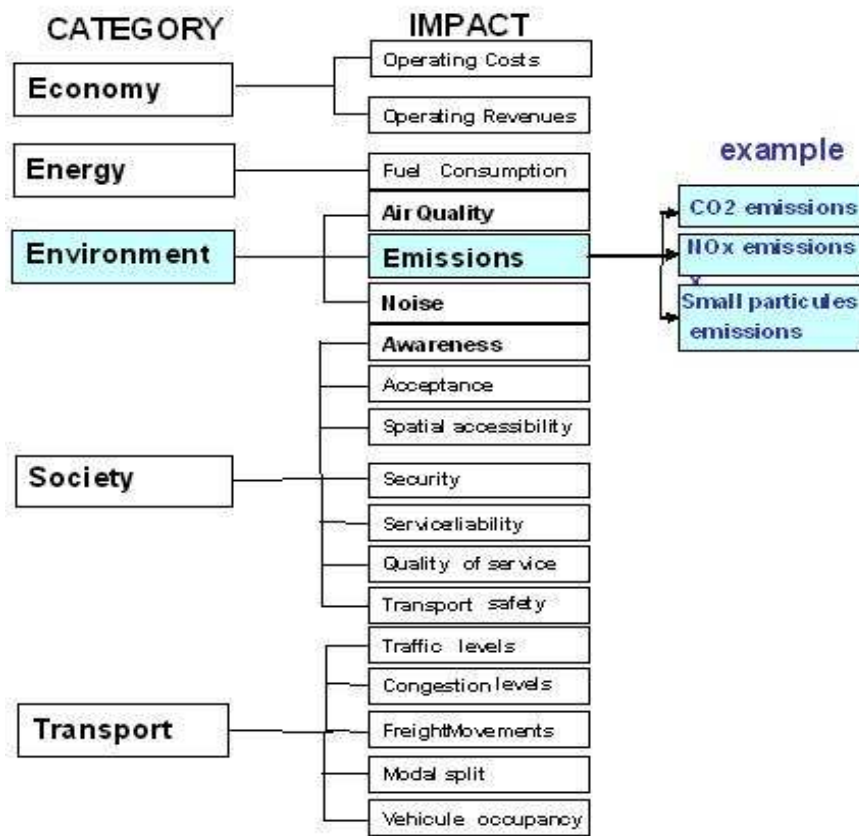 CATEGORY
IMPACT
Economy
Operating Costs
Operating Revenues
Energy
Fuel Consumption
example
Environment
Air Quality
Emissions
Noise
CO2 emissions
NOx emissions
x
Small particules
emissions
Society
Awareness
Acceptance
Spatial accessibility
Security
Serviceliability
Quality of service
Transport safety
Transport
Traffic levels
Congestion levels
FreightMovements
Modal split
Vehicule occupancy